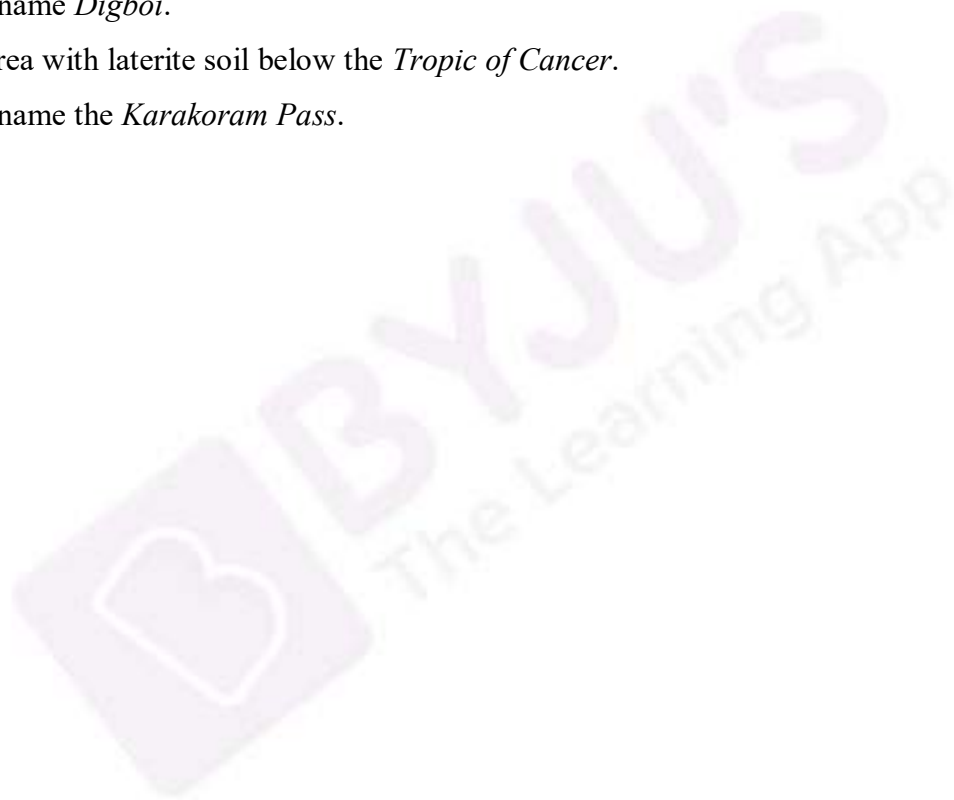 name Digboi.
rea with laterite soil below the Tropic of Cancer.
name the Karakoram Pass.
BYJU'S
The Learning App